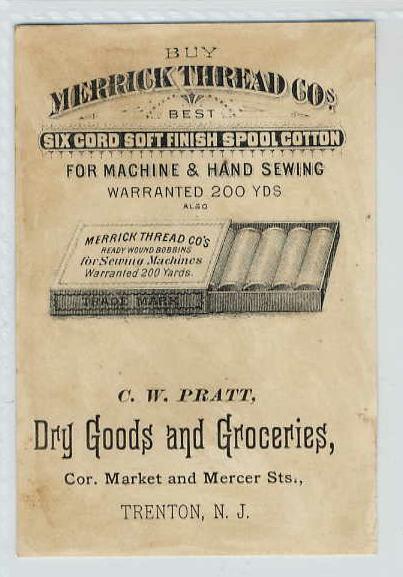 BUY
MERRICK THREAD COS
BEST
SIX CORD SOFT FINISH SPOOL COTTON
FOR MACHINE & HAND SEWING
WARRANTED 200 YDS
ALSO
MERRICK THREAD CO'S
READY WOUND BOBBINS
for Sewing Machines
Warranted 200 Yards.
TRADE MARK
C. W. PRATT,
Dry Goods and Groceries,
Cor. Market and Mercer Sts.,
TRENTON, N. J.